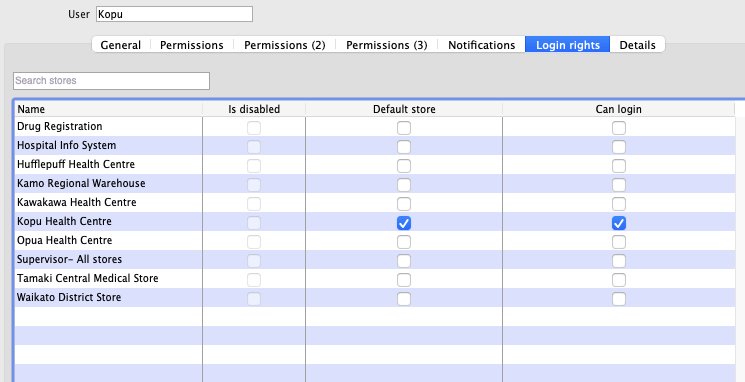 User Kopu
General Permissions Permissions (2) Permissions (3) Notifications Login rights Details
Search stores
Name Is disabled Default store Can login
Drug Registration
Hospital Info System
Hufflepuff Health Centre
Kamo Regional Warehouse
Kawakawa Health Centre
Kopu Health Centre
Opua Health Centre
Supervisor- All stores
Tamaki Central Medical Store
Waikato District Store